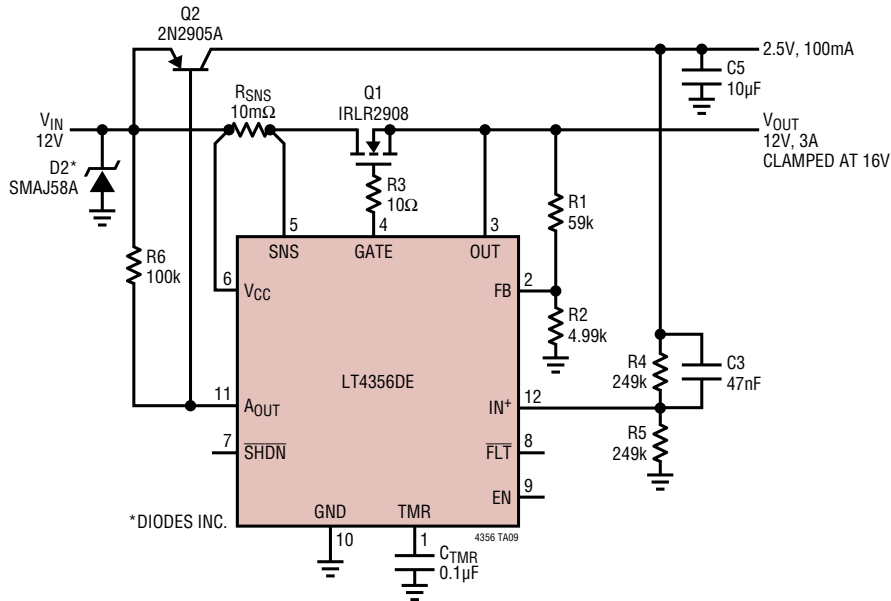 Q2
2N2905A
2.5V, 100mA
C5
10µF
VIN
12V
RSNS
10mΩ
Q1
IRLR2908
VOUT
12V, 3A
CLAMPED AT 16V
D2*
SMAJ58A
R3
10Ω
R1
59k
5
4
3
SNS
GATE
OUT
R6
100k
6
VCC
FB
2
R2
4.99k
LT4356DE
R4
249k
C3
47nF
11
AOUT
IN+
12
7
SHDN
FLT
8
R5
249k
EN
9
*DIODES INC.
GND
TMR
4356 TA09
10
1
CTMR
0.1µF